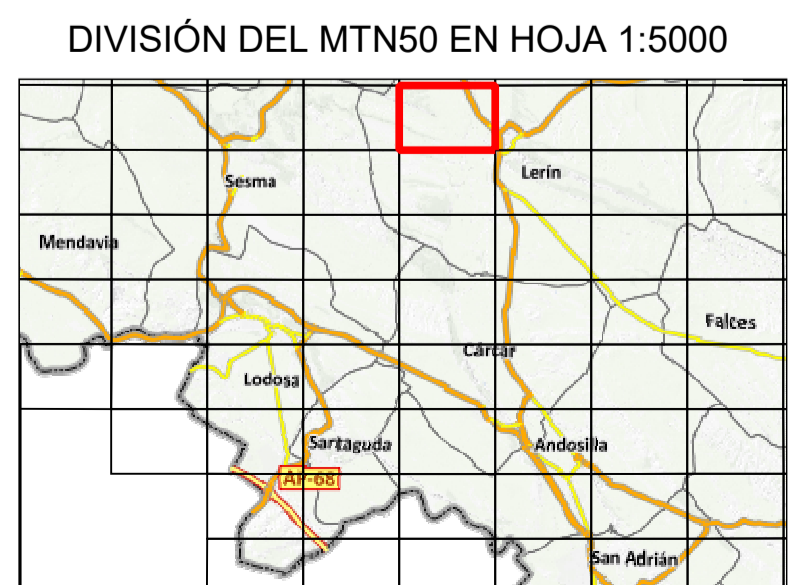 DIVISIÓN DEL MTN50 EN HOJA 1:5000
Lerín
Sesma
Mendavia
Falces
Cárcar
Lodosa
Sartaguda
Andosilla
AP-68
San Adrián